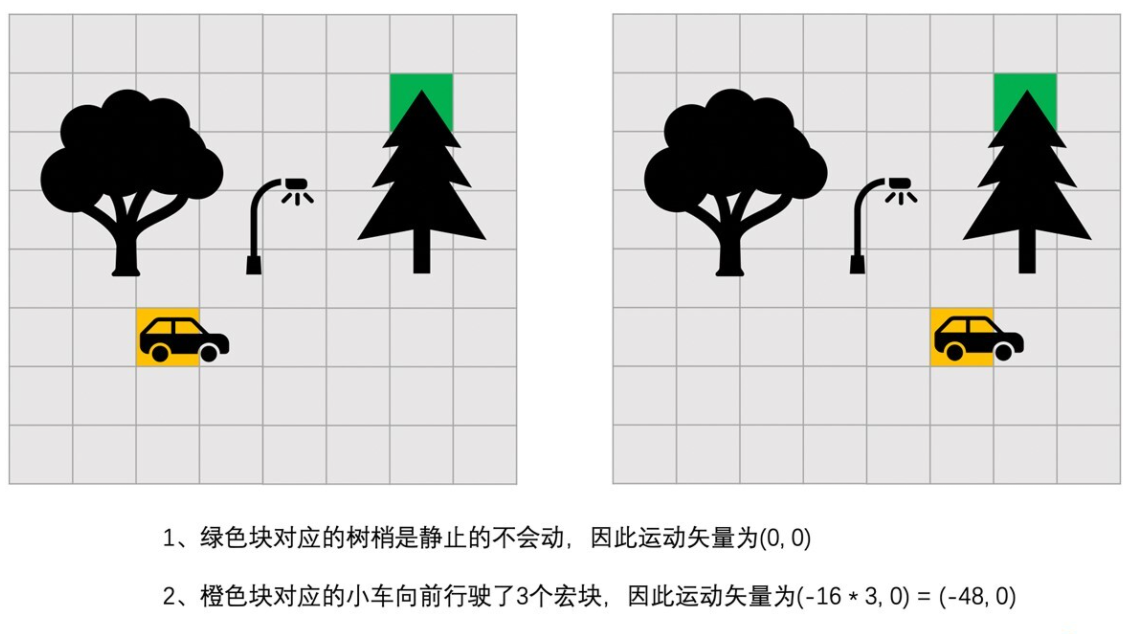 1、绿色块对应的树梢是静止的不会动，因此运动矢量为(0, 0)
2、橙色块对应的小车向前行驶了3个宏块，因此运动矢量为(-16 * 3, 0) = (-48, 0)